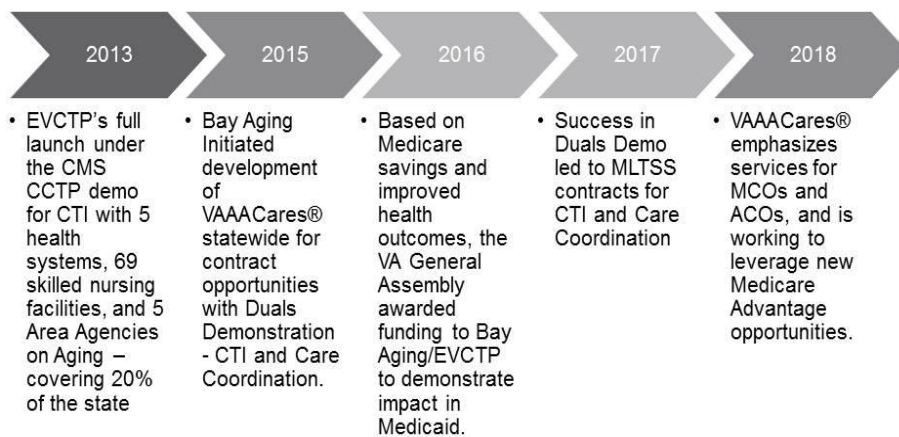 2013
2015
2016
2017
2018
• EVCTP's full
launch under
the CMS
CCTP demo
for CTI with 5
health
systems, 69
skilled nursing
facilities, and 5
Area Agencies
on Aging –
covering 20%
of the state
• Bay Aging
Initiated
development
of
VAAACares®
statewide for
contract
opportunities
with Duals
Demonstration
- CTI and Care
Coordination.
• Based on
Medicare
savings and
improved
health
outcomes, the
VA General
Assembly
awarded
funding to Bay
Aging/EVCTP
to demonstrate
impact in
Medicaid.
• Success in
Duals Demo
led to MLTSS
contracts for
CTI and Care
Coordination
• VAAACares®
emphasizes
services for
MCOs and
ACOs, and is
working to
leverage new
Medicare
Advantage
opportunities.